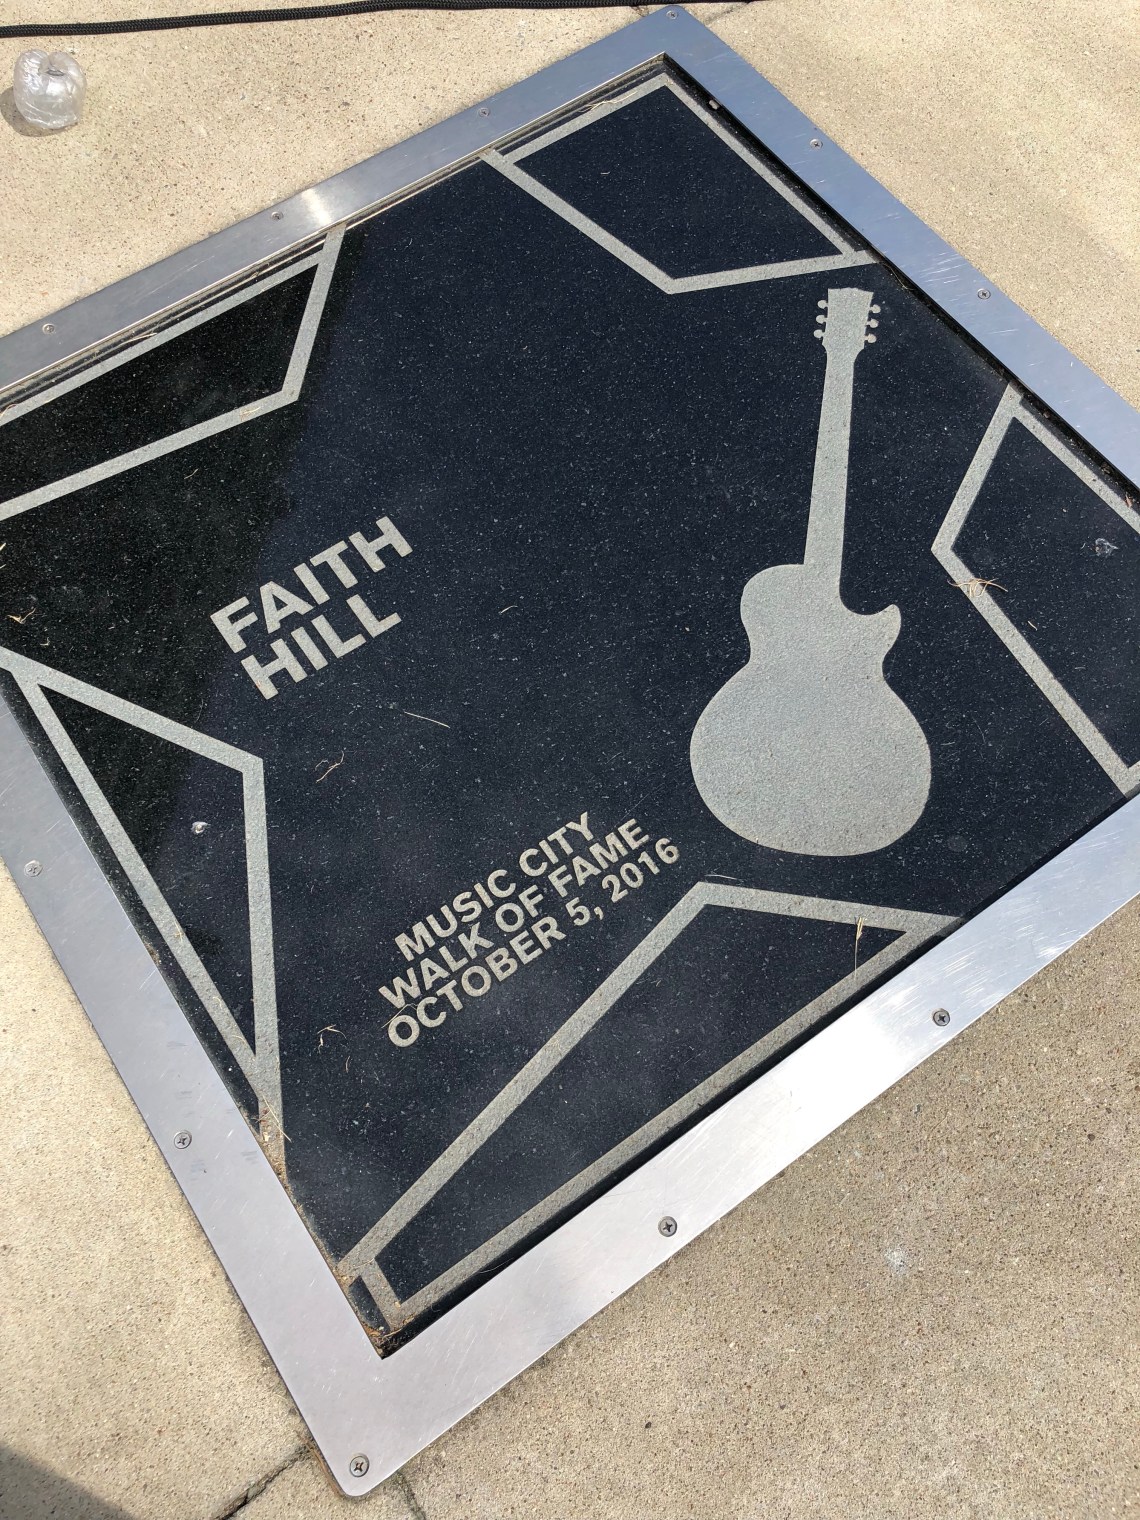 FAITH
HILL
MUSIC CITY
WALK OF FAME
OCTOBER 5, 2016